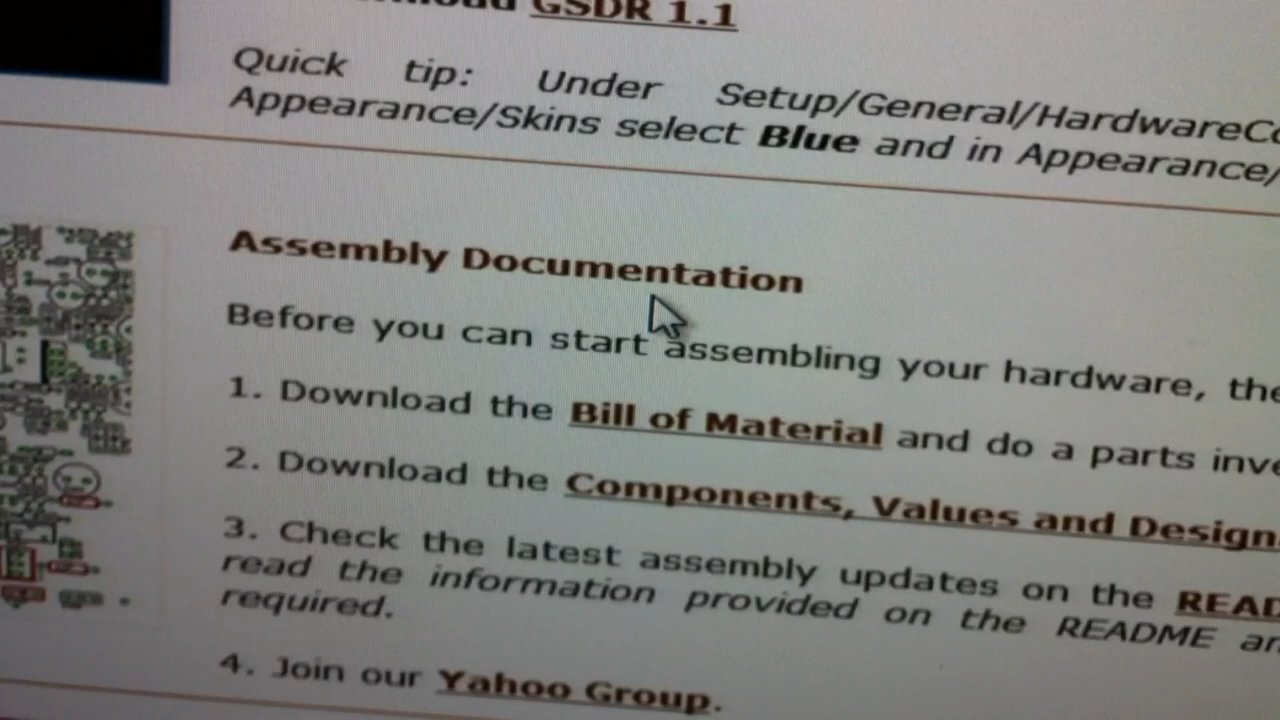 GSDR 1.1
Quick tip: Under Setup/General/HardwareCo
Appearance/Skins select Blue and in Appearance/
Assembly Documentation
Before you can start assembling your hardware, the
1. Download the Bill of Material and do a parts inve
2. Download the Components, Values and Design
3. Check the latest assembly updates on the READ
read the information provided on the README an
required.
4. Join our Yahoo Group.